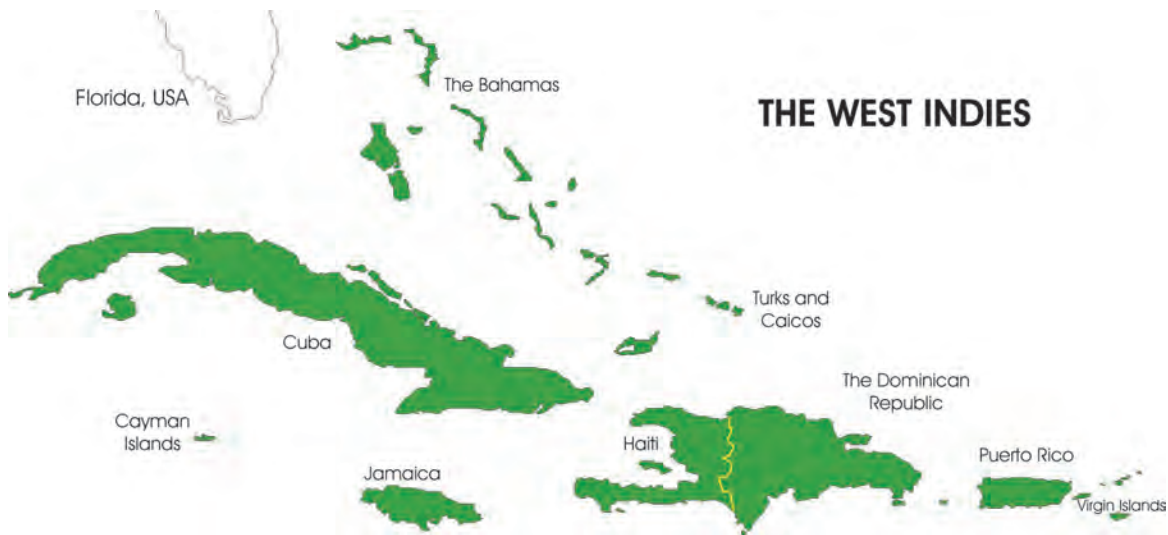 Florida, USA
The Bahamas
THE WEST INDIES
Turks and
Caicos
Cuba
The Dominican
Republic
Cayman
Islands
Haiti
Jamaica
Puerto Rico
Virgin Islands